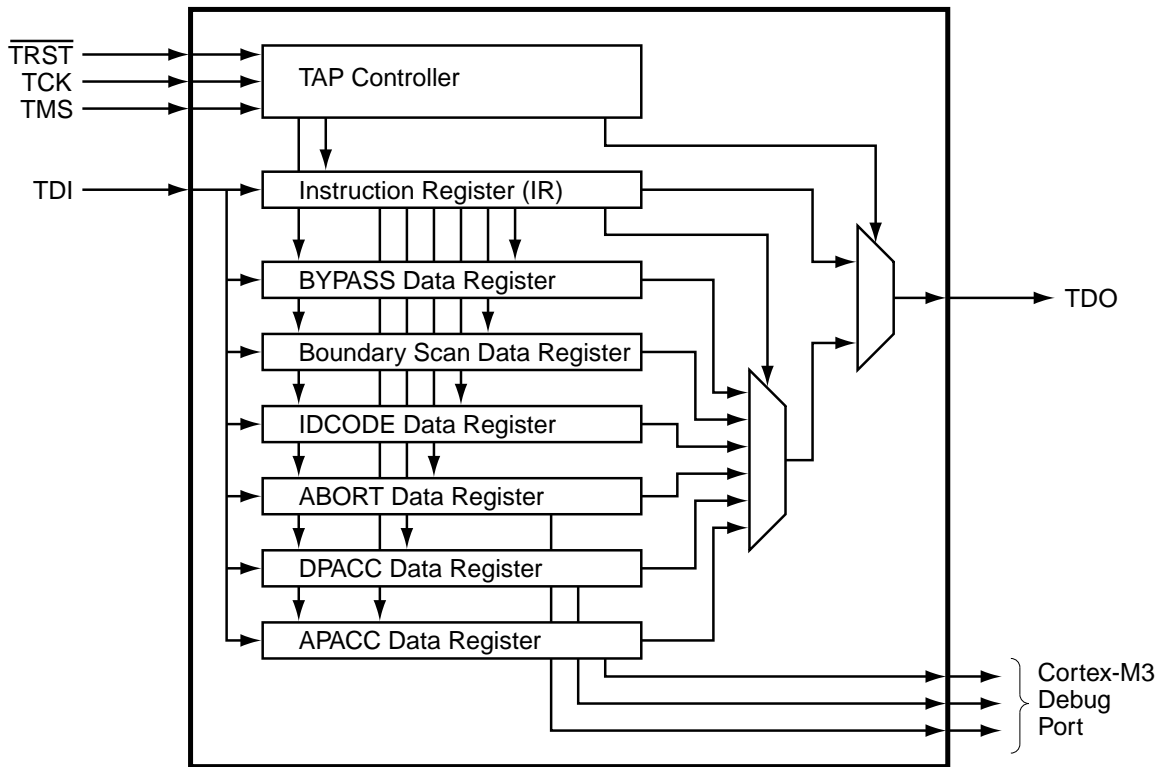 TRST
TCK
TMS
TDI
TAP Controller
Instruction Register (IR)
BYPASS Data Register
Boundary Scan Data Register
IDCODE Data Register
ABORT Data Register
DPACC Data Register
APACC Data Register
TDO
Cortex-M3
Debug
Port